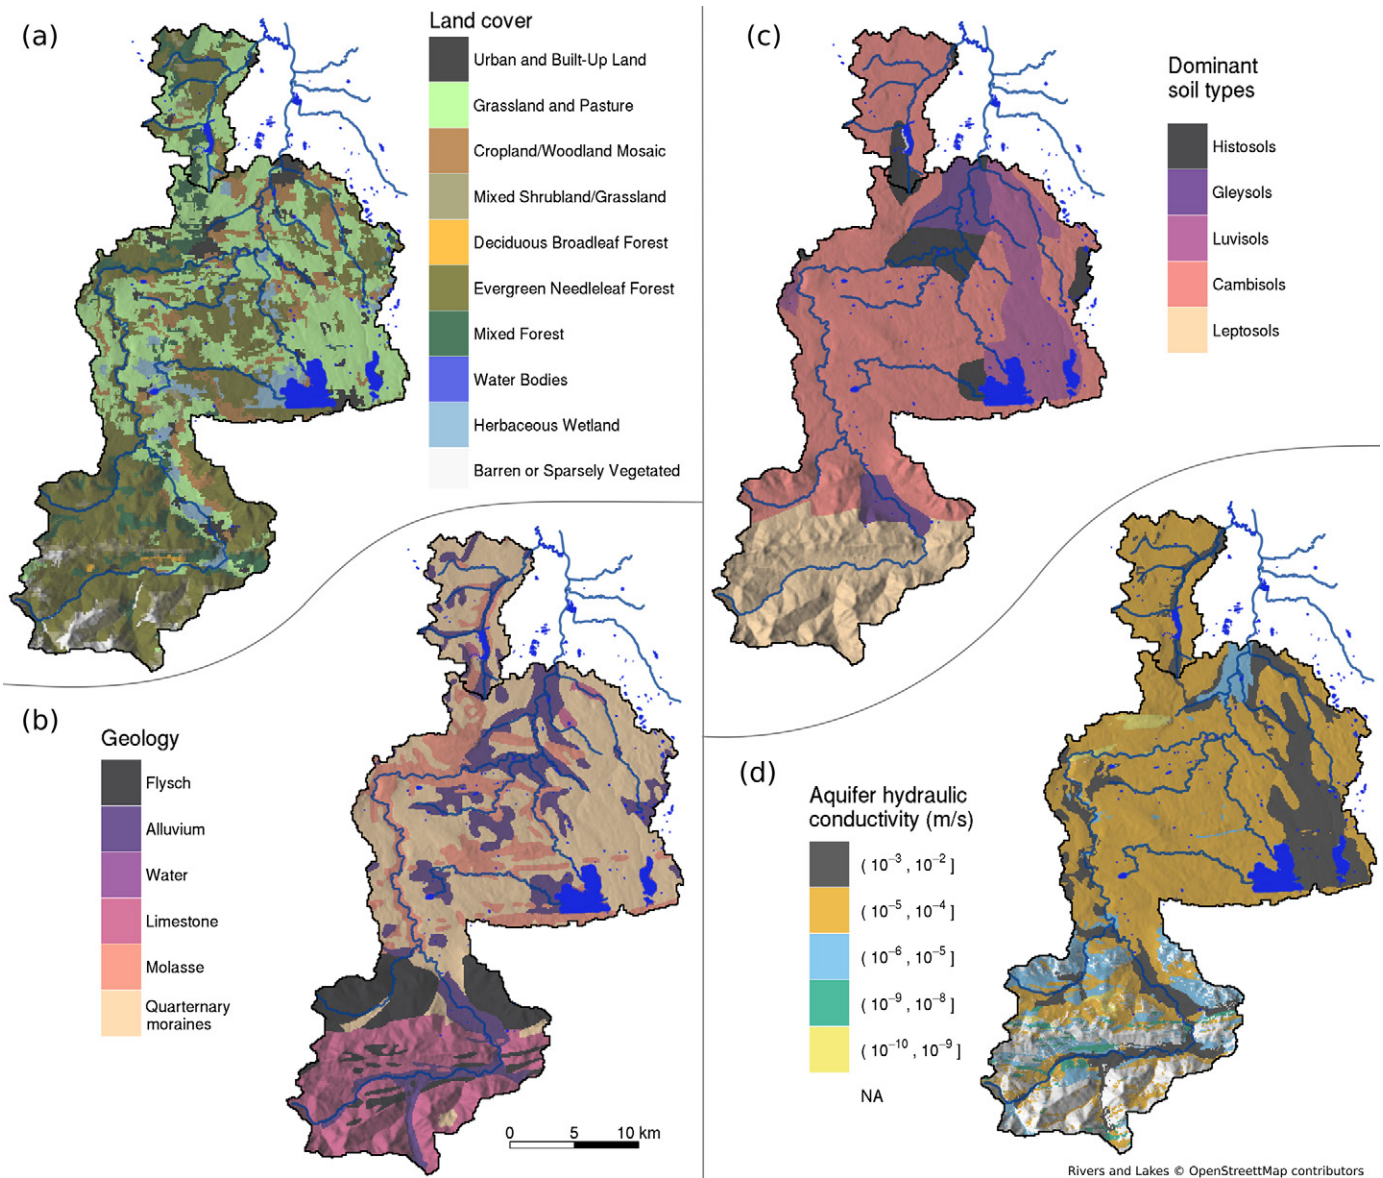 (a)
Land cover
Urban and Built-Up Land
Grassland and Pasture
Cropland/Woodland Mosaic
Mixed Shrubland/Grassland
Deciduous Broadleaf Forest
Evergreen Needleleaf Forest
Mixed Forest
Water Bodies
Herbaceous Wetland
Barren or Sparsely Vegetated
(b)
Geology
Flysch
Alluvium
Water
Limestone
Molasse
Quarternary
moraines
0 5 10 km
(c)
Dominant
soil types
Histosols
Gleysols
Luvisols
Cambisols
Leptosols
(d)
Aquifer hydraulic
conductivity (m/s)
( 10⁻³ , 10⁻² ]
( 10⁻⁵ , 10⁻⁴ ]
( 10⁻⁶ , 10⁻⁵ ]
( 10⁻⁹ , 10⁻⁸ ]
( 10⁻¹⁰ , 10⁻⁹ ]
NA
Rivers and Lakes © OpenStreettMap contributors